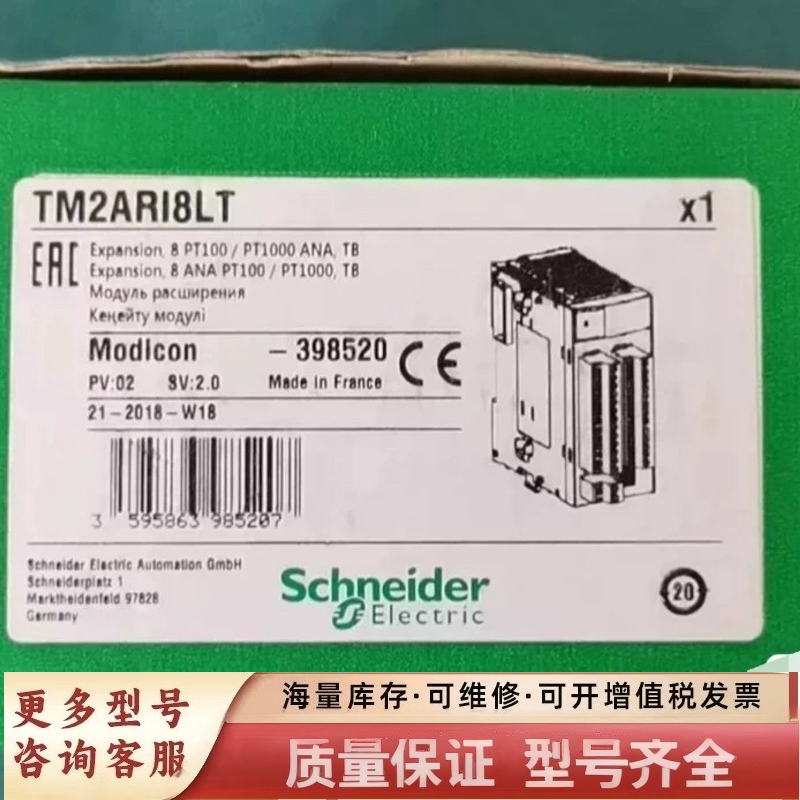 TM2ARI8LT
x1
EAC
Expansion, 8 PT100 / PT1000 ANA, TB
Expansion, 8 ANA PT100 / PT1000, TB
Модуль расширения
Кеңейту модулі
Modicon - 398520
CE
PV:02 SV:2.0 Made in France
21-2018-W18
3 595863 985207
Schneider Electric Automation GmbH
Schneiderplatz 1
Marktheidenfeld 97828
Germany
Schneider
Electric
20
更多型号
咨询客服
海量库存·可维修·可开增值税发票
质量保证 型号齐全